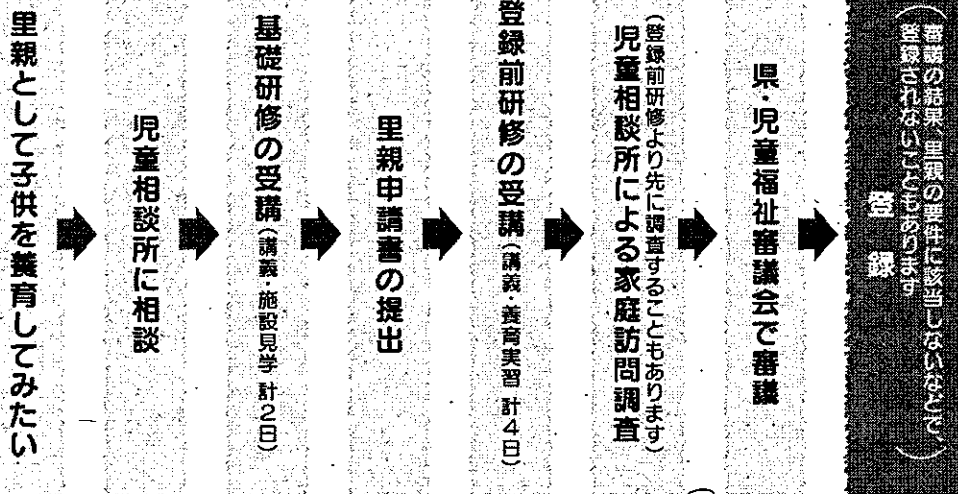 里親として子供を養育してみたい
児童相談所に相談
基礎研修の受講(講義・施設見学 計2日)
里親申請書の提出
登録前研修の受講(講義・養育実習 計4日)
児童相談所による家庭訪問調査
(登録前研修より先に調査することもあります)
県・児童福祉審議会で審議
登録
(審議の結果、里親の要件に該当しないなどで、
登録されないこともあります)